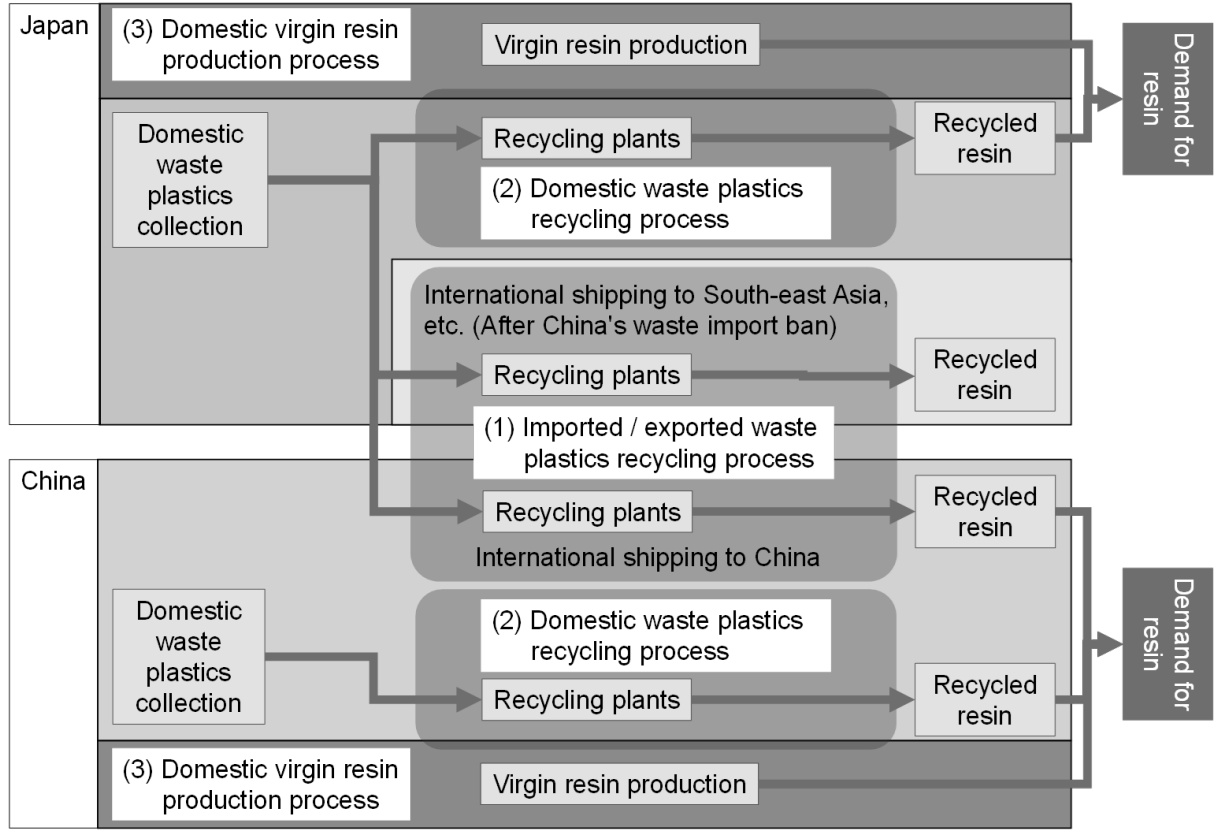 Japan
(3) Domestic virgin resin
production process
Virgin resin production
Demand for
resin
Domestic
waste
plastics
collection
Recycling plants
Recycled
resin
(2) Domestic waste plastics
recycling process
International shipping to South-east Asia,
etc. (After China's waste import ban)
Recycling plants
Recycled
resin
(1) Imported / exported waste
plastics recycling process
China
Recycling plants
Recycled
resin
International shipping to China
Domestic
waste
plastics
collection
(2) Domestic waste plastics
recycling process
Recycling plants
Recycled
resin
Demand for
resin
(3) Domestic virgin resin
production process
Virgin resin production